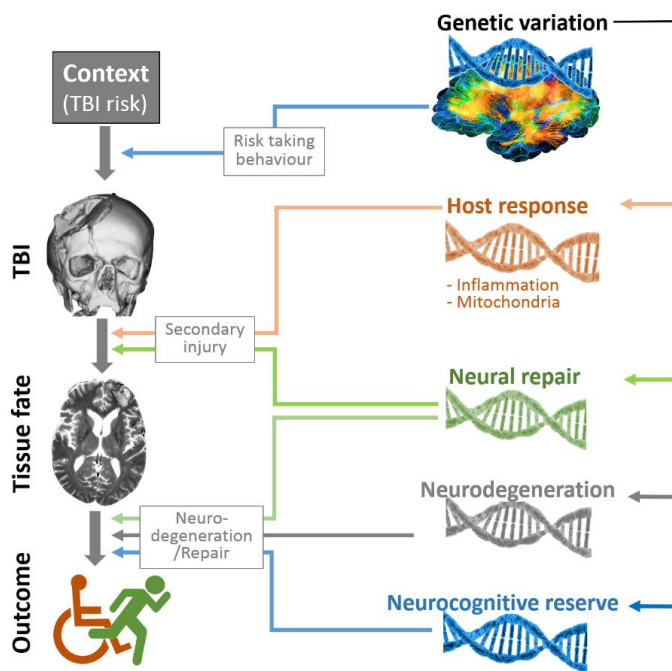 Genetic variation
Context
(TBI risk)
Risk taking
behaviour
TBI
Host response
- Inflammation
- Mitochondria
Secondary
injury
Neural repair
Tissue fate
Neurodegeneration
Neuro-
degeneration
/Repair
Neurocognitive reserve
Outcome